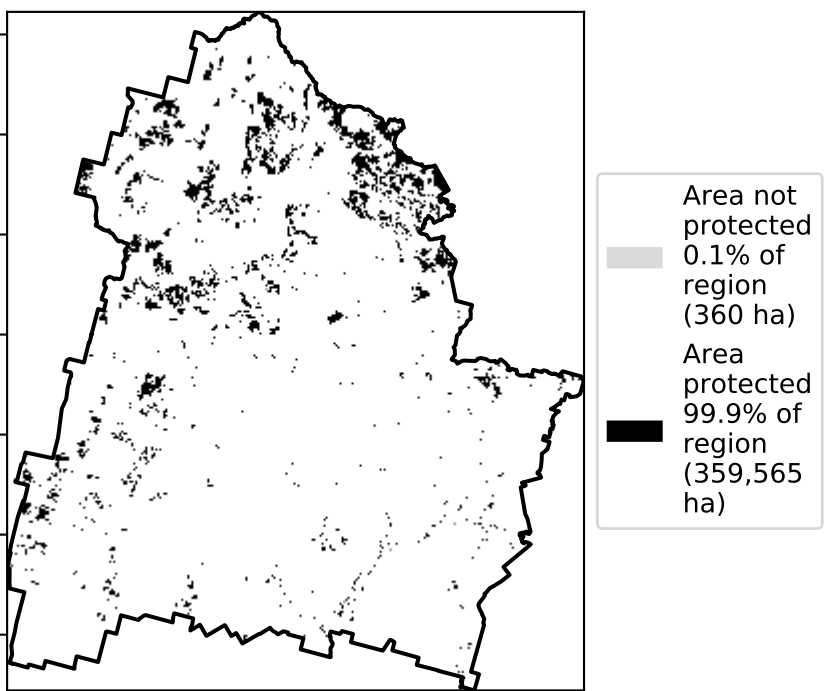 Area not
protected
0.1% of
region
(360 ha)
Area
protected
99.9% of
region
(359,565
ha)